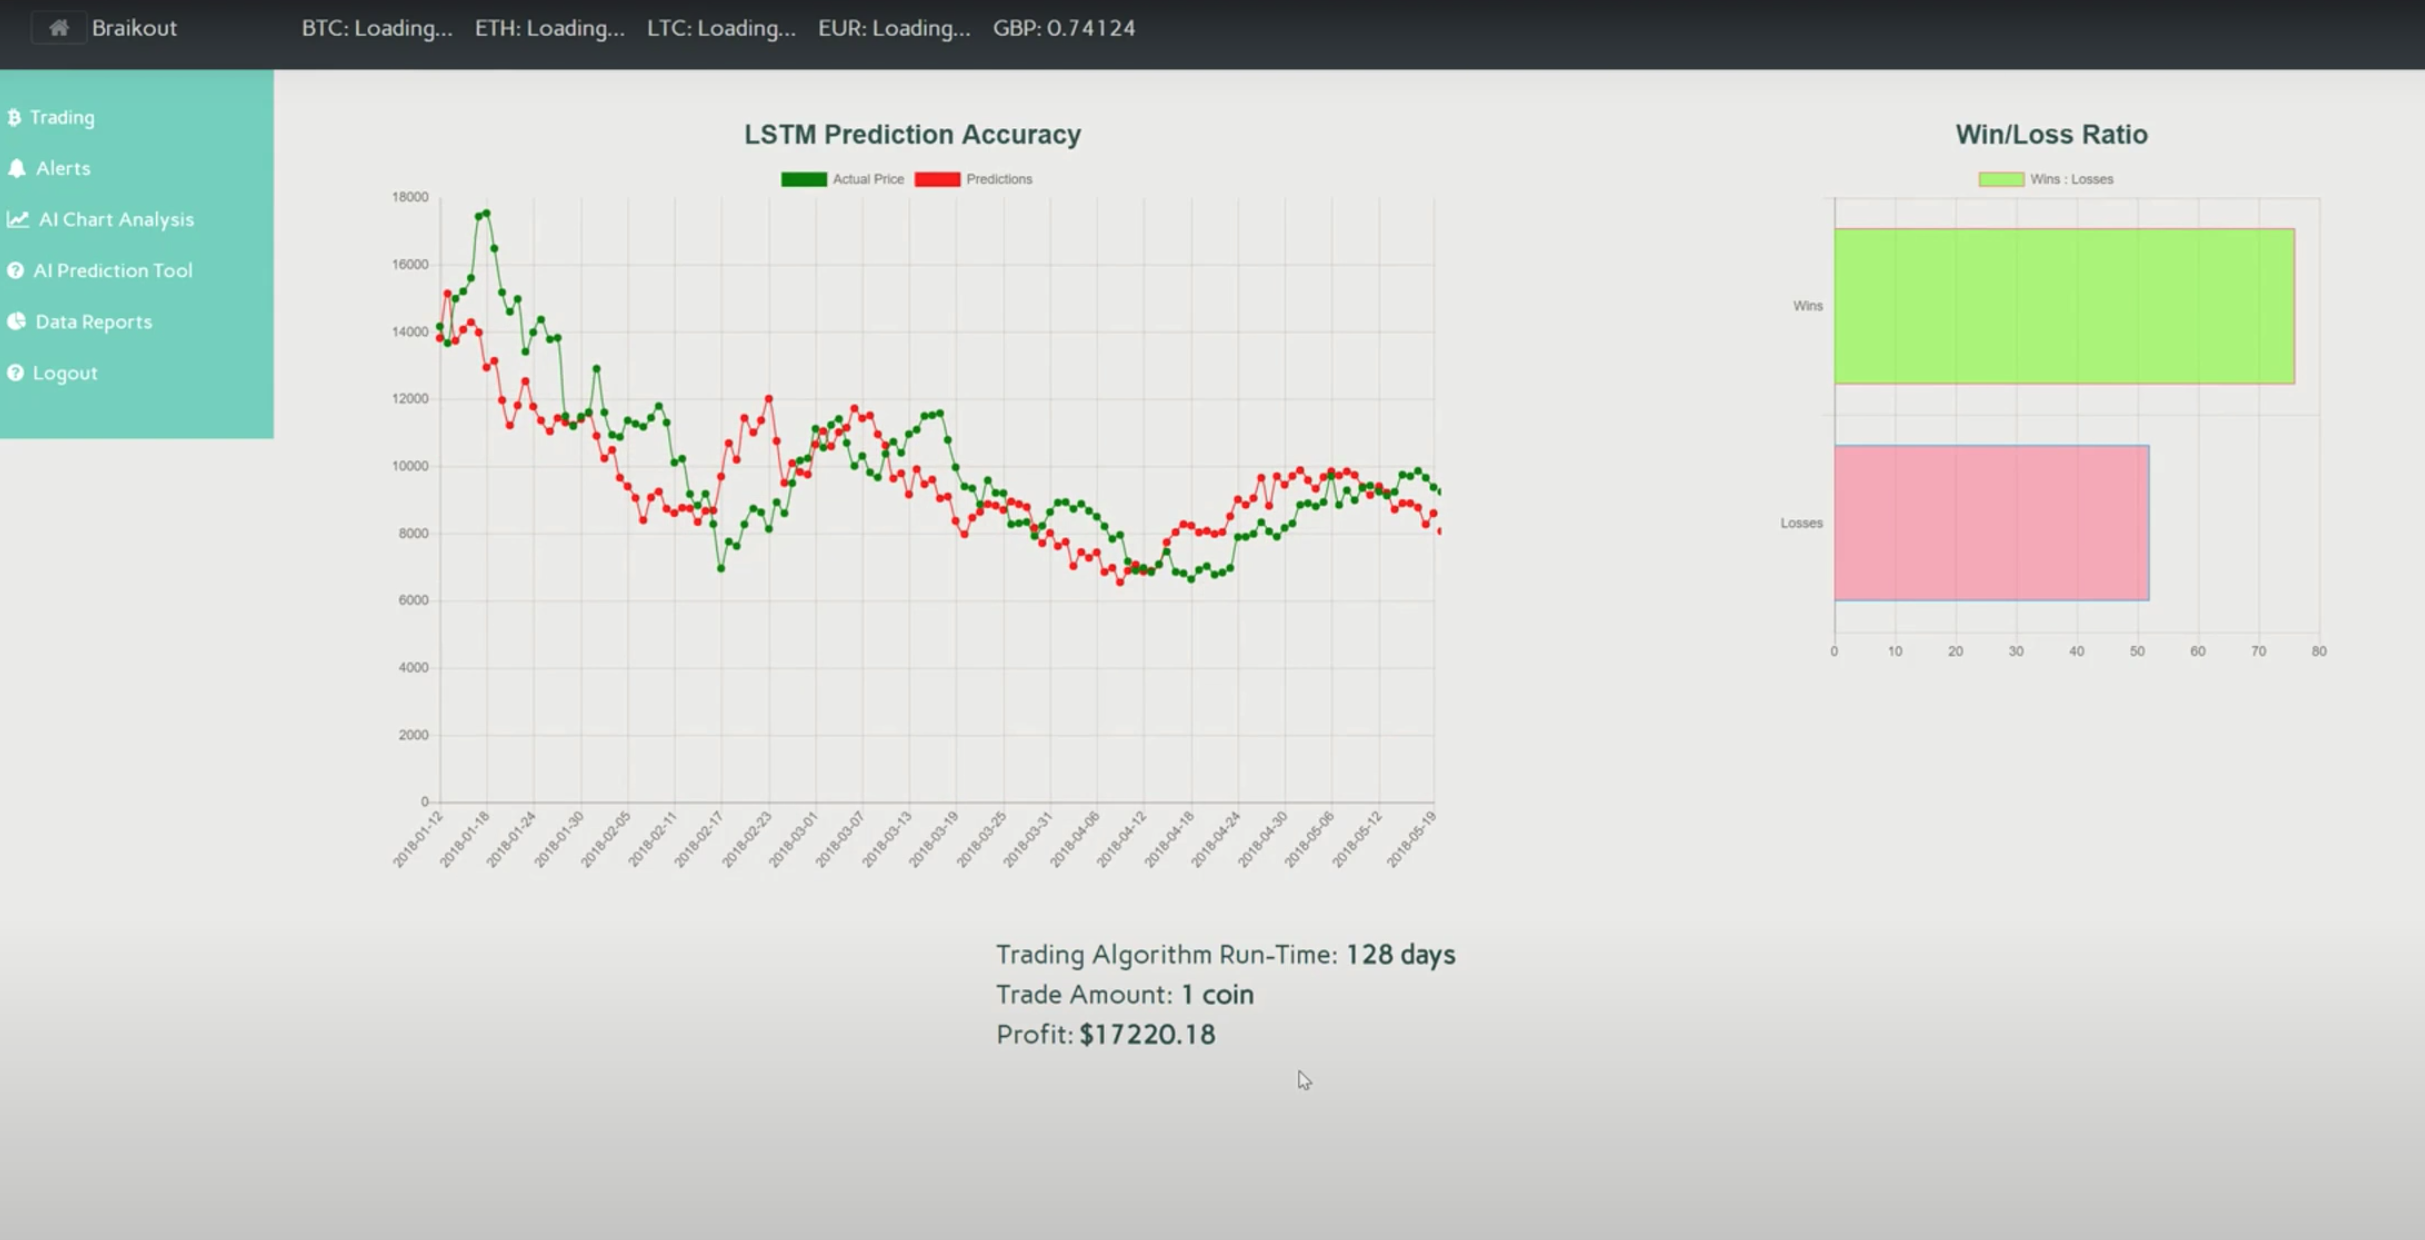 Braikout
BTC: Loading... ETH: Loading... LTC: Loading... EUR: Loading... GBP: 0.74124
Trading
Alerts
AI Chart Analysis
AI Prediction Tool
Data Reports
Logout
LSTM Prediction Accuracy
Actual Price Predictions
18000
16000
14000
12000
10000
8000
6000
4000
2000
0
2018-01-12 2018-01-18 2018-01-24 2018-01-30 2018-02-05 2018-02-11 2018-02-17 2018-02-23 2018-03-01 2018-03-07 2018-03-13 2018-03-19 2018-03-25 2018-03-31 2018-04-06 2018-04-12 2018-04-18 2018-04-24 2018-04-30 2018-05-06 2018-05-12 2018-05-19
Win/Loss Ratio
Wins : Losses
Wins
Losses
0 10 20 30 40 50 60 70 80
Trading Algorithm Run-Time: 128 days
Trade Amount: 1 coin
Profit: $17220.18